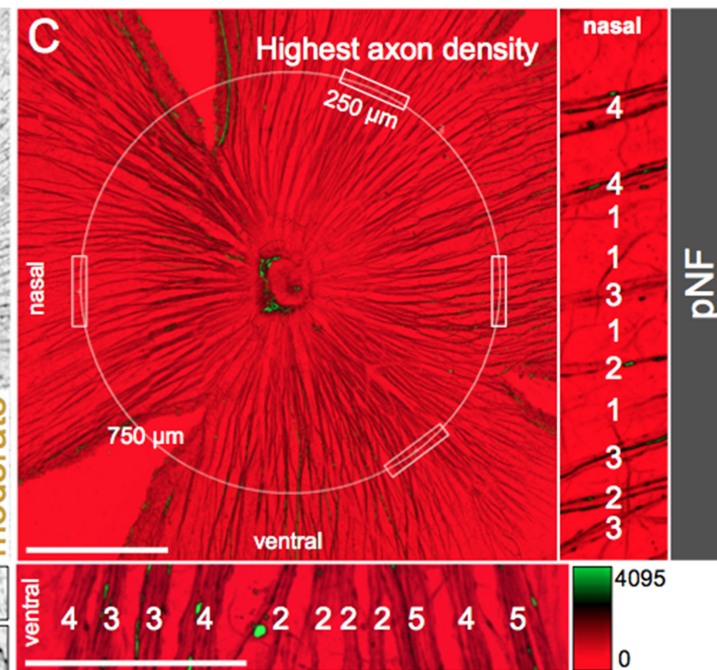 C
Highest axon density
250 µm
nasal
750 µm
ventral
nasal
4
4
1
1
3
1
2
1
3
2
3
pNF
moderate
ventral
4 3 3 4 2 2 2 2 5 4 5
4095
0